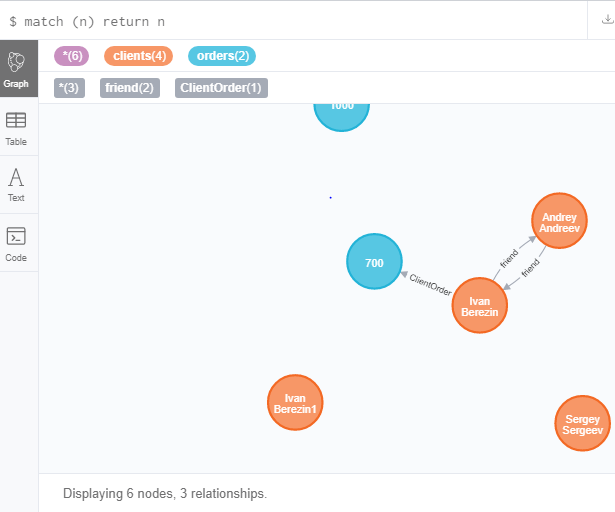 $ match (n) return n
*(6) clients(4) orders(2)
*(3) friend(2) ClientOrder(1)
Graph
Table
Text
Code
1000
Andrey
Andreev
friend
friend
700
ClientOrder
Ivan
Berezin
Ivan
Berezin1
Sergey
Sergeev
Displaying 6 nodes, 3 relationships.